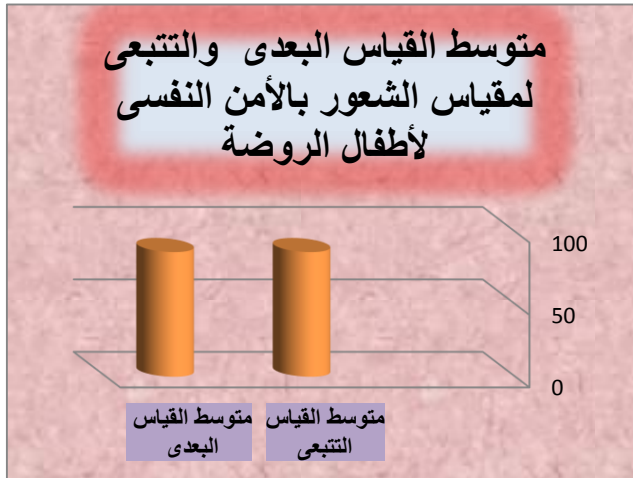 متوسط القياس البعدى والتتبعى
لمقياس الشعور بالأمن النفسى
لأطفال الروضة
100
50
0
متوسط القياس
التتبعى
متوسط القياس
البعدى